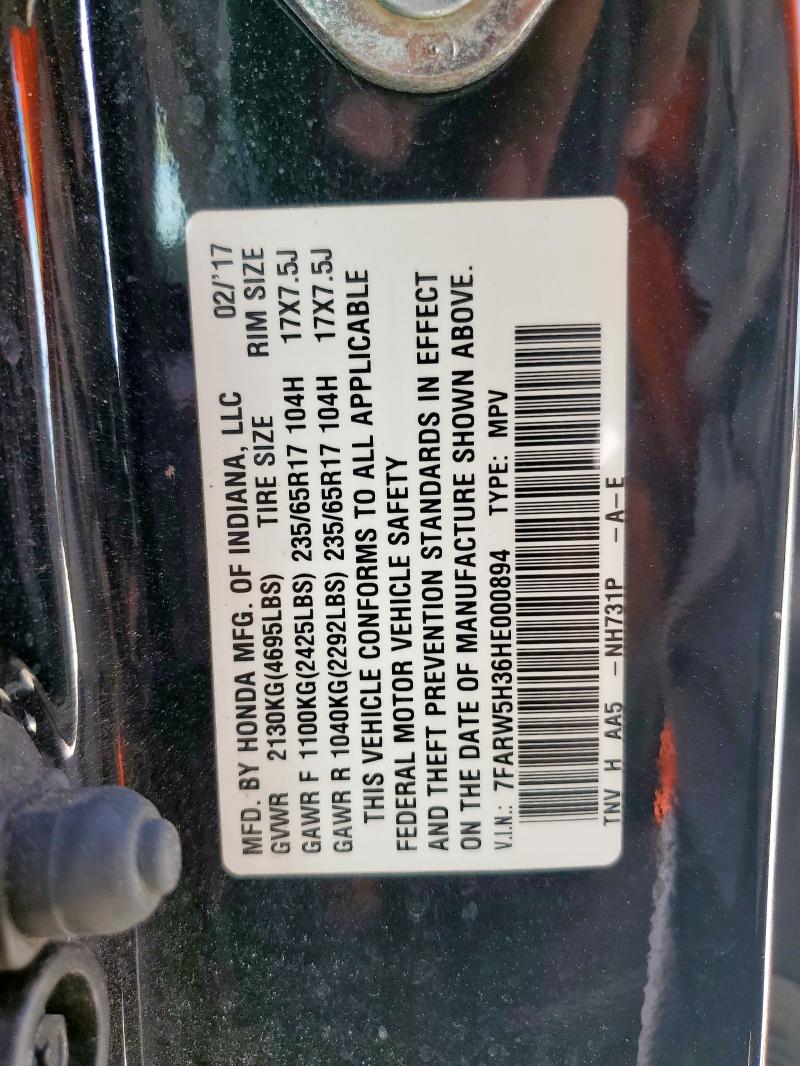 MFD. BY HONDA MFG. OF INDIANA, LLC 02/'17
GVWR 2130KG(4695LBS) TIRE SIZE RIM SIZE
GAWR F 1100KG(2425LBS) 235/65R17 104H 17X7.5J
GAWR R 1040KG(2292LBS) 235/65R17 104H 17X7.5J
THIS VEHICLE CONFORMS TO ALL APPLICABLE
FEDERAL MOTOR VEHICLE SAFETY
AND THEFT PREVENTION STANDARDS IN EFFECT
ON THE DATE OF MANUFACTURE SHOWN ABOVE.
V.I.N.: 7FARW5H36HE000894 TYPE: MPV
TNV H AA5 -NH731P -A-E